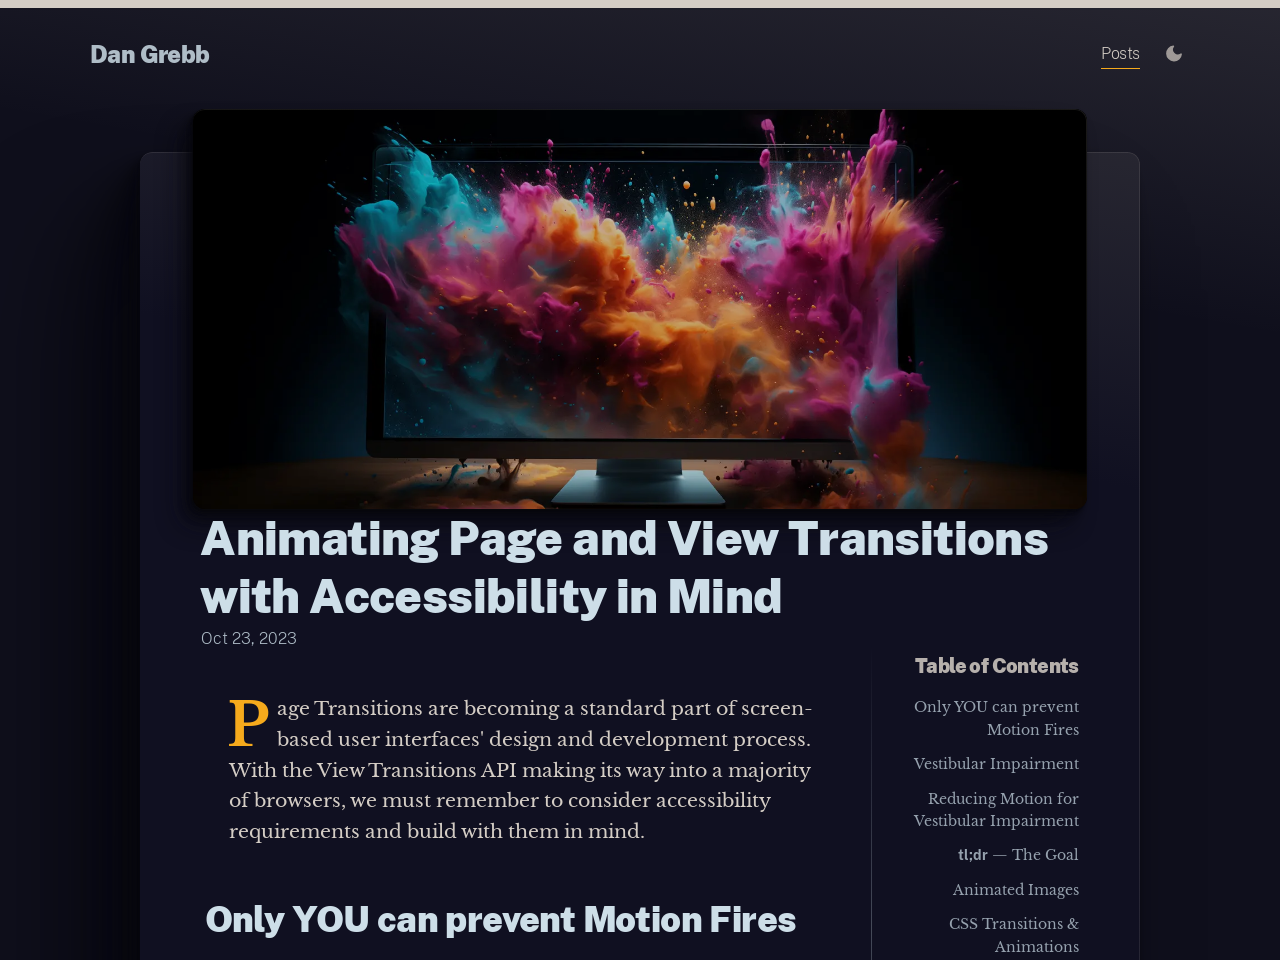 Dan Grebb
Posts
Animating Page and View Transitions
with Accessibility in Mind
Oct 23, 2023
Page Transitions are becoming a standard part of screen-
based user interfaces' design and development process.
With the View Transitions API making its way into a majority
of browsers, we must remember to consider accessibility
requirements and build with them in mind.
Only YOU can prevent Motion Fires
Table of Contents
Only YOU can prevent
Motion Fires
Vestibular Impairment
Reducing Motion for
Vestibular Impairment
tl;dr — The Goal
Animated Images
CSS Transitions &
Animations